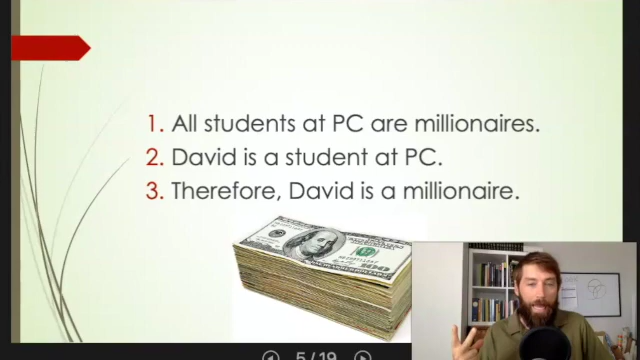 1. All students at PC are millionaires.
2. David is a student at PC.
3. Therefore, David is a millionaire.
100
5/19